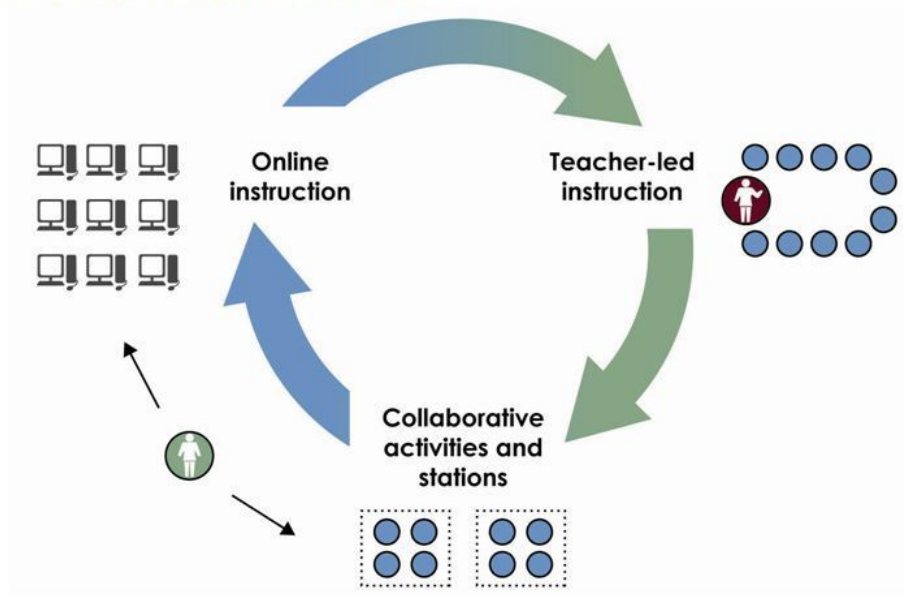 Online
instruction
Teacher-led
instruction
Collaborative
activities and
stations